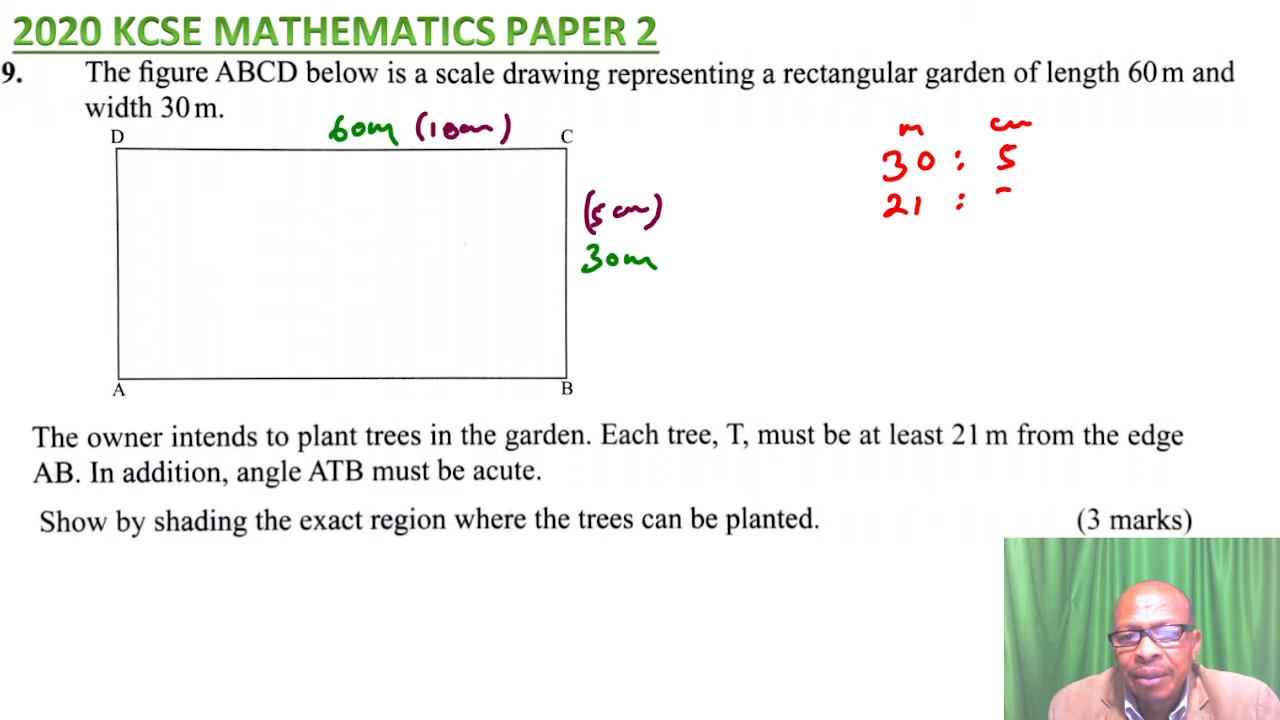 2020 KCSE MATHEMATICS PAPER 2
9. The figure ABCD below is a scale drawing representing a rectangular garden of length 60 m and
width 30 m.
D 60m (10cm) C
m cm
30 : 5
21 :
(5cm)
30m
A B
The owner intends to plant trees in the garden. Each tree, T, must be at least 21 m from the edge
AB. In addition, angle ATB must be acute.
Show by shading the exact region where the trees can be planted. (3 marks)